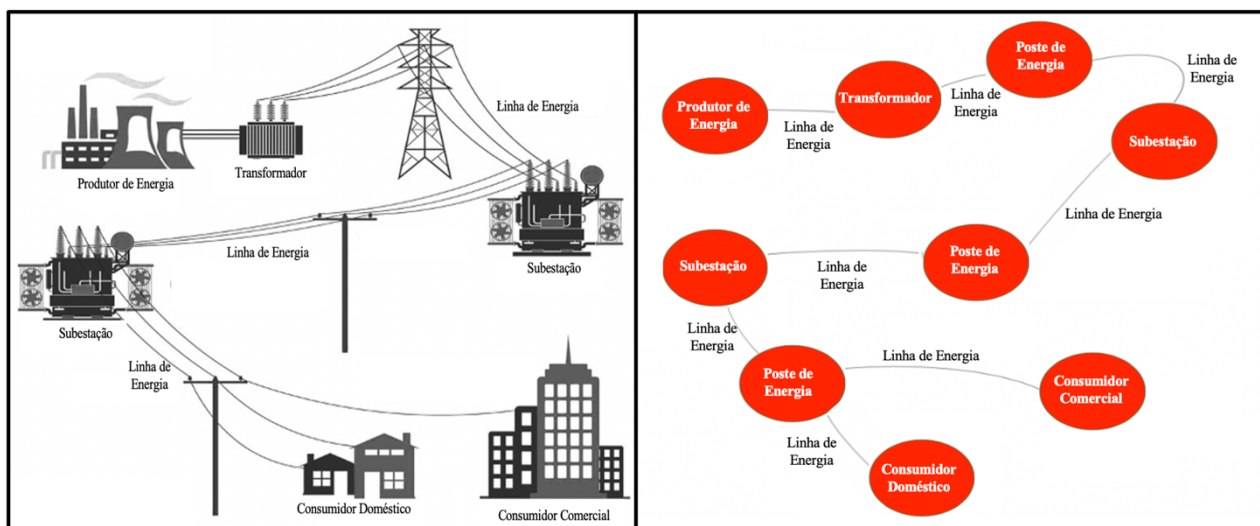 Linha de Energia
Produtor de Energia
Transformador
Linha de Energia
Subestação
Subestação
Linha de
Energia
Consumidor Doméstico
Consumidor Comercial
Produtor de
Energia
Linha de
Energia
Transformador
Linha de
Energia
Poste de
Energia
Linha de
Energia
Subestação
Linha de Energia
Poste de
Energia
Linha de
Energia
Subestação
Linha de
Energia
Poste de
Energia
Linha de Energia
Consumidor
Comercial
Linha de
Energia
Consumidor
Doméstico